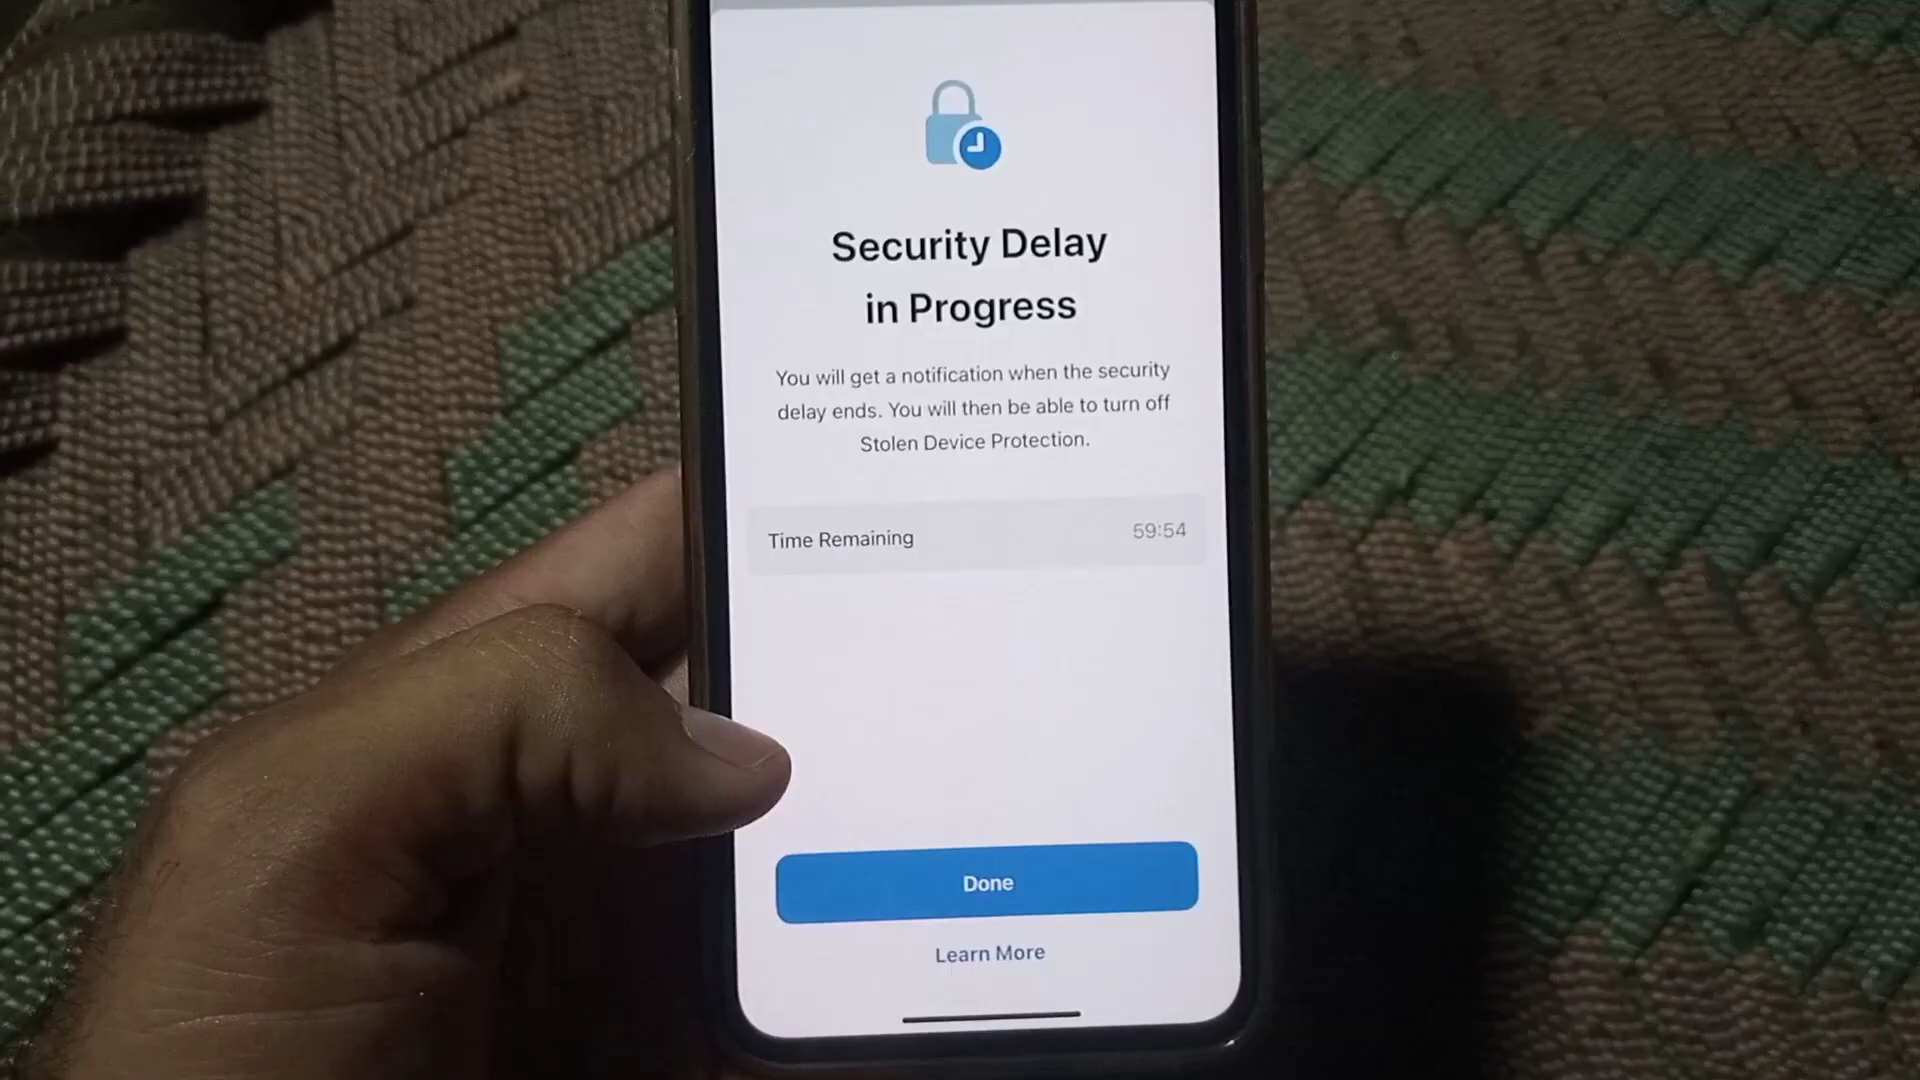 Security Delay
in Progress
You will get a notification when the security
delay ends. You will then be able to turn off
Stolen Device Protection.
Time Remaining 59:54
Done
Learn More